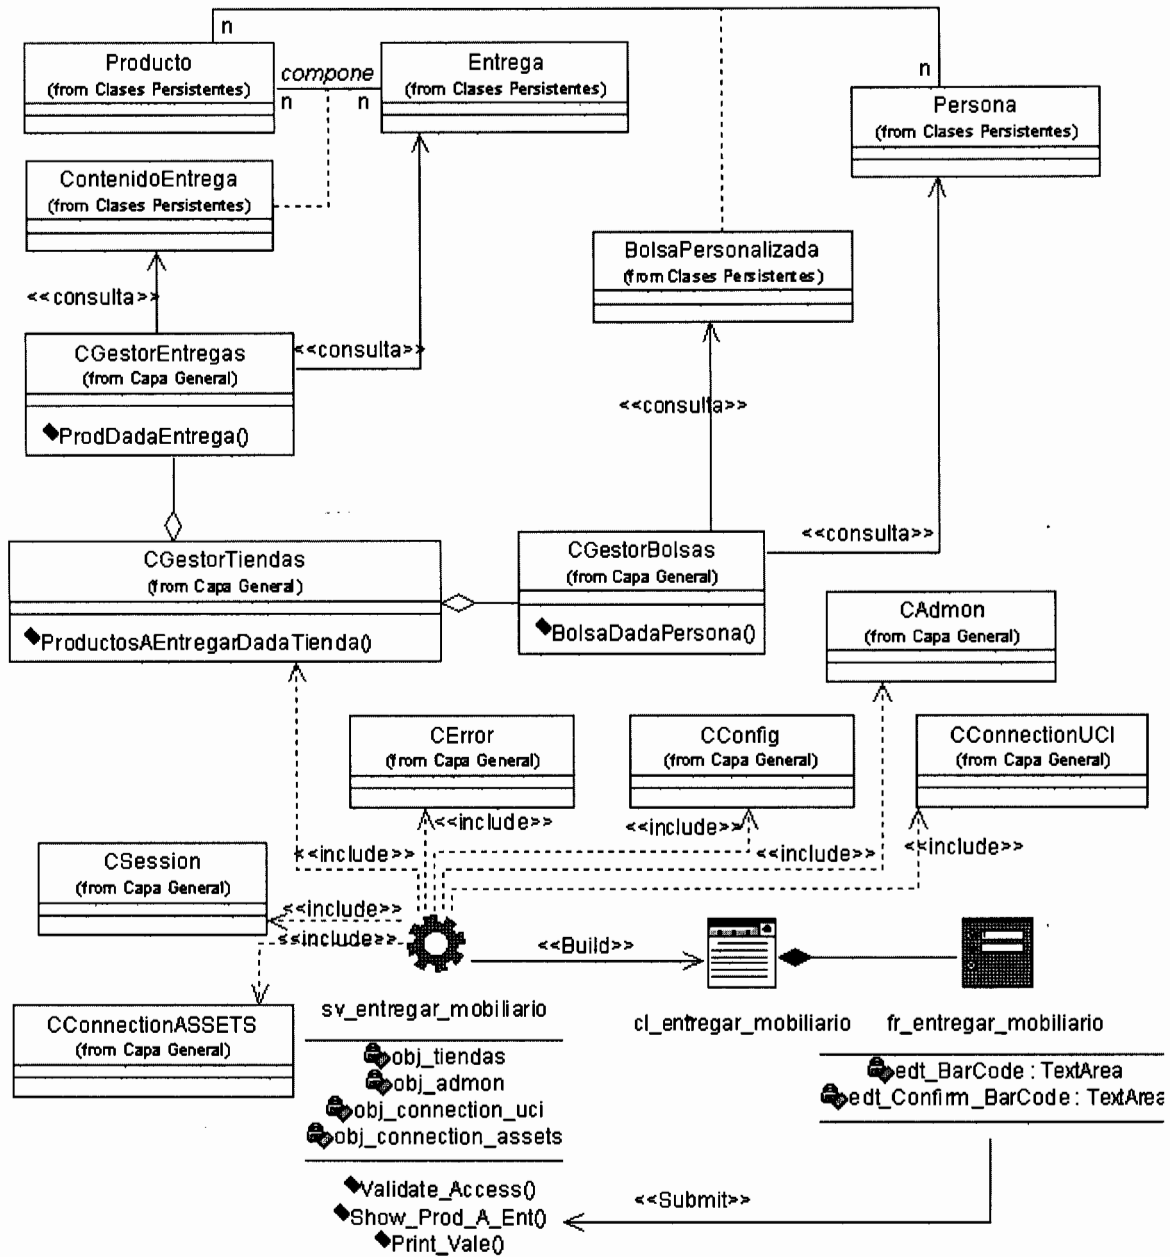 n
Producto
(from Clases Persistentes)
compone
n
n
Entrega
(from Clases Persistentes)
n
Persona
(from Clases Persistentes)
ContenidoEntrega
(from Clases Persistentes)
BolsaPersonalizada
(from Clases Persistentes)
<<consulta>>
CGestorEntregas
(from Capa General)
ProdDadaEntrega()
<<consulta>>
<<consulta>>
CGestorTiendas
(from Capa General)
ProductosAEntregarDadaTienda()
CGestorBolsas
(from Capa General)
BolsaDadaPersona()
<<consulta>>
CAdmon
(from Capa General)
CError
(from Capa General)
CConfig
(from Capa General)
CConnectionUCI
(from Capa General)
<<include>>
<<include>>
<<include>>
<<include>>
<<include>>
CSession
(from Capa General)
<<include>>
<<include>>
CConnectionASSETS
(from Capa General)
<<Build>>
sv_entregar_mobiliario
cl_entregar_mobiliario
fr_entregar_mobiliario
obj_tiendas
obj_admon
obj_connection_uci
obj_connection_assets
edt_BarCode : TextArea
edt_Confirm_BarCode : TextArea
Validate_Access()
Show_Prod_A_Ent()
Print_Vale()
<<Submit>>